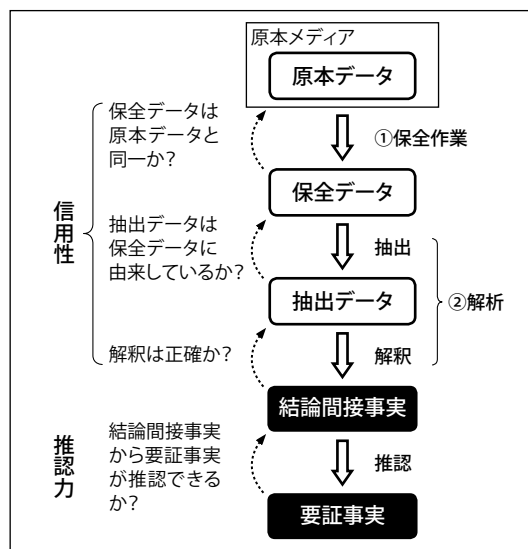 原本メディア
原本データ
①保全作業
保全データは
原本データと
同一か？
保全データ
抽出データは
保全データに
由来しているか？
抽出
信用性
抽出データ
②解析
解釈は正確か？
解釈
結論間接事実
結論間接事実
から要証事実
が推認できる
か？
推認力
推認
要証事実